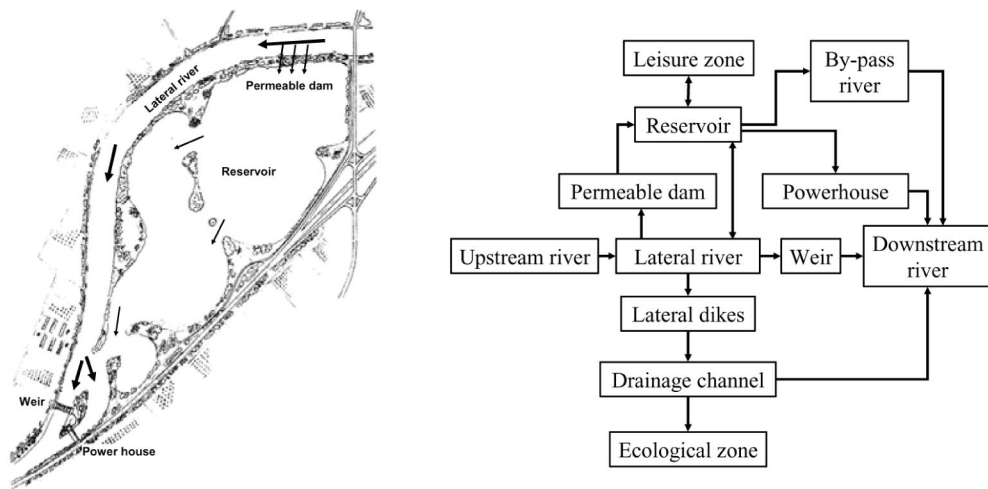 Lateral river
Permeable dam
Reservoir
Weir
Power house
Leisure zone
By-pass
river
Reservoir
Permeable dam
Powerhouse
Upstream river
Lateral river
Weir
Downstream
river
Lateral dikes
Drainage channel
Ecological zone